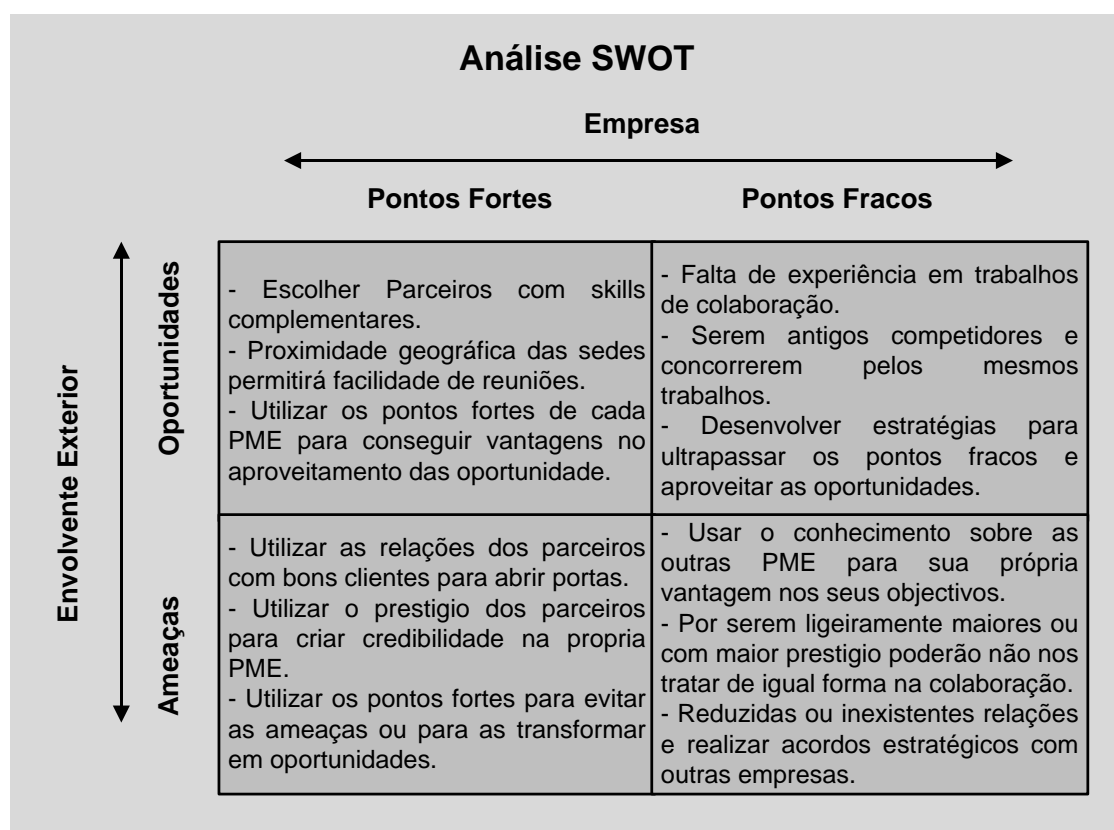 Análise SWOT
Empresa
Pontos Fortes
Pontos Fracos
Envolvente Exterior
Oportunidades
- Escolher Parceiros com skills
complementares.
- Proximidade geográfica das sedes
permitirá facilidade de reuniões.
- Utilizar os pontos fortes de cada
PME para conseguir vantagens no
aproveitamento das oportunidade.
- Falta de experiência em trabalhos
de colaboração.
- Serem antigos competidores e
concorrerem pelos mesmos
trabalhos.
- Desenvolver estratégias para
ultrapassar os pontos fracos e
aproveitar as oportunidades.
Ameaças
- Utilizar as relações dos parceiros
com bons clientes para abrir portas.
- Utilizar o prestigio dos parceiros
para criar credibilidade na propria
PME.
- Utilizar os pontos fortes para evitar
as ameaças ou para as transformar
em oportunidades.
- Usar o conhecimento sobre as
outras PME para sua própria
vantagem nos seus objectivos.
- Por serem ligeiramente maiores ou
com maior prestigio poderão não nos
tratar de igual forma na colaboração.
- Reduzidas ou inexistentes relações
e realizar acordos estratégicos com
outras empresas.